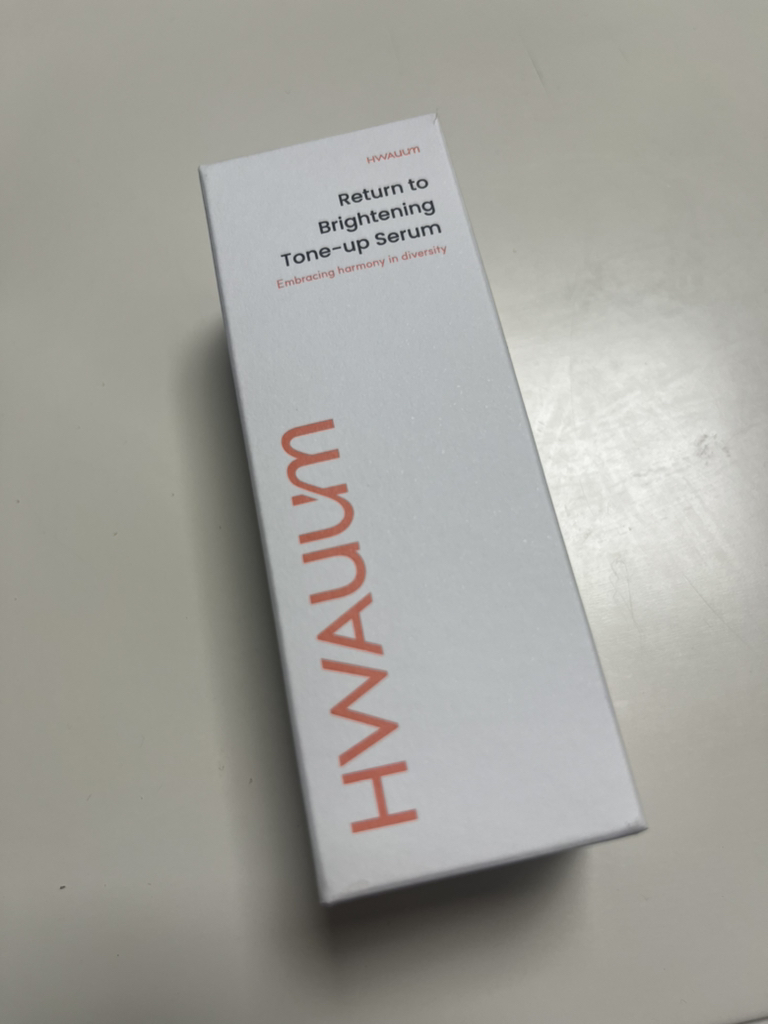 HWAUUM
Return to
Brightening
Tone-up Serum
Embracing harmony in diversity
HWAUUM